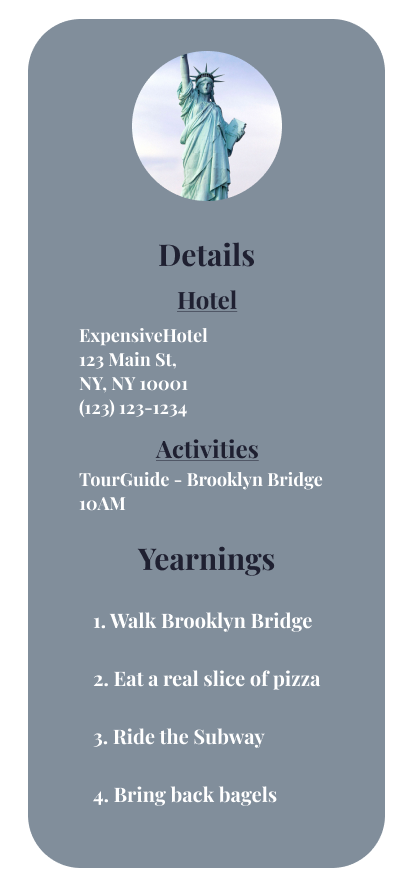 Details
Hotel
ExpensiveHotel
123 Main St,
NY, NY 10001
(123) 123-1234
Activities
TourGuide - Brooklyn Bridge
10AM
Yearnings
1. Walk Brooklyn Bridge
2. Eat a real slice of pizza
3. Ride the Subway
4. Bring back bagels